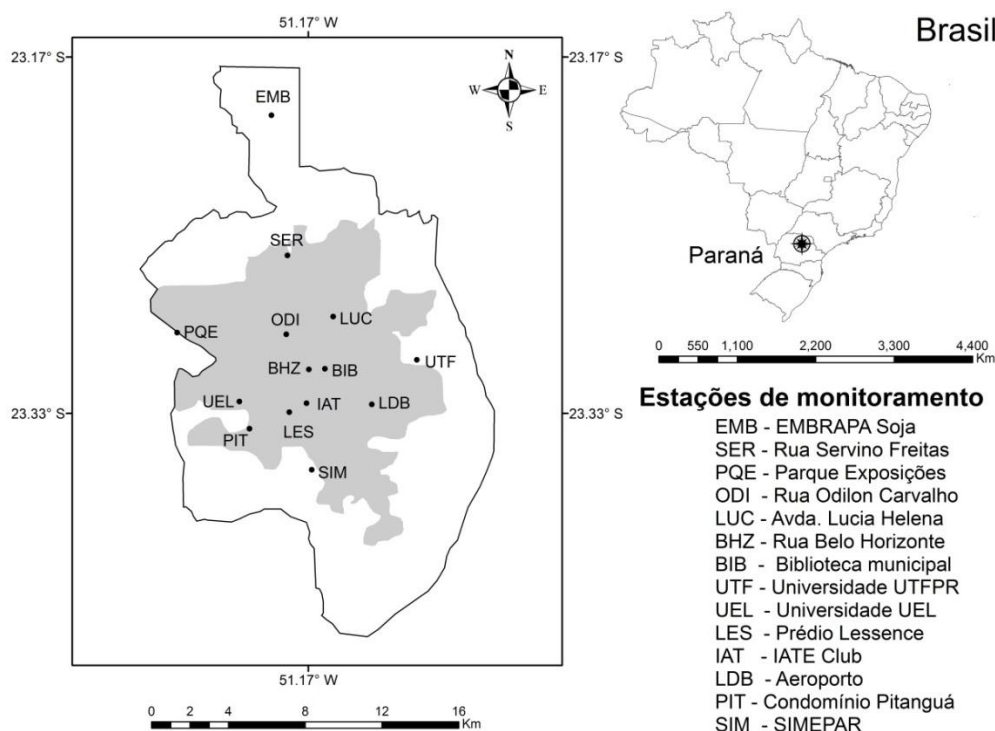 51.17° W
23.17° S
23.17° S
N
W
E
S
EMB
SER
ODI
LUC
PQE
BHZ
BIB
UTF
UEL
IAT
LDB
23.33° S
23.33° S
LES
PIT
SIM
51.17° W
0 2 4 8 12 16
Km
Brasil
Paraná
0 550 1,100 2,200 3,300 4,400
Km
Estações de monitoramento
EMB - EMBRAPA Soja
SER - Rua Servino Freitas
PQE - Parque Exposições
ODI - Rua Odilon Carvalho
LUC - Avda. Lucia Helena
BHZ - Rua Belo Horizonte
BIB - Biblioteca municipal
UTF - Universidade UTFPR
UEL - Universidade UEL
LES - Prédio Lessence
IAT - IATE Club
LDB - Aeroporto
PIT - Condomínio Pitanguá
SIM - SIMEPAR